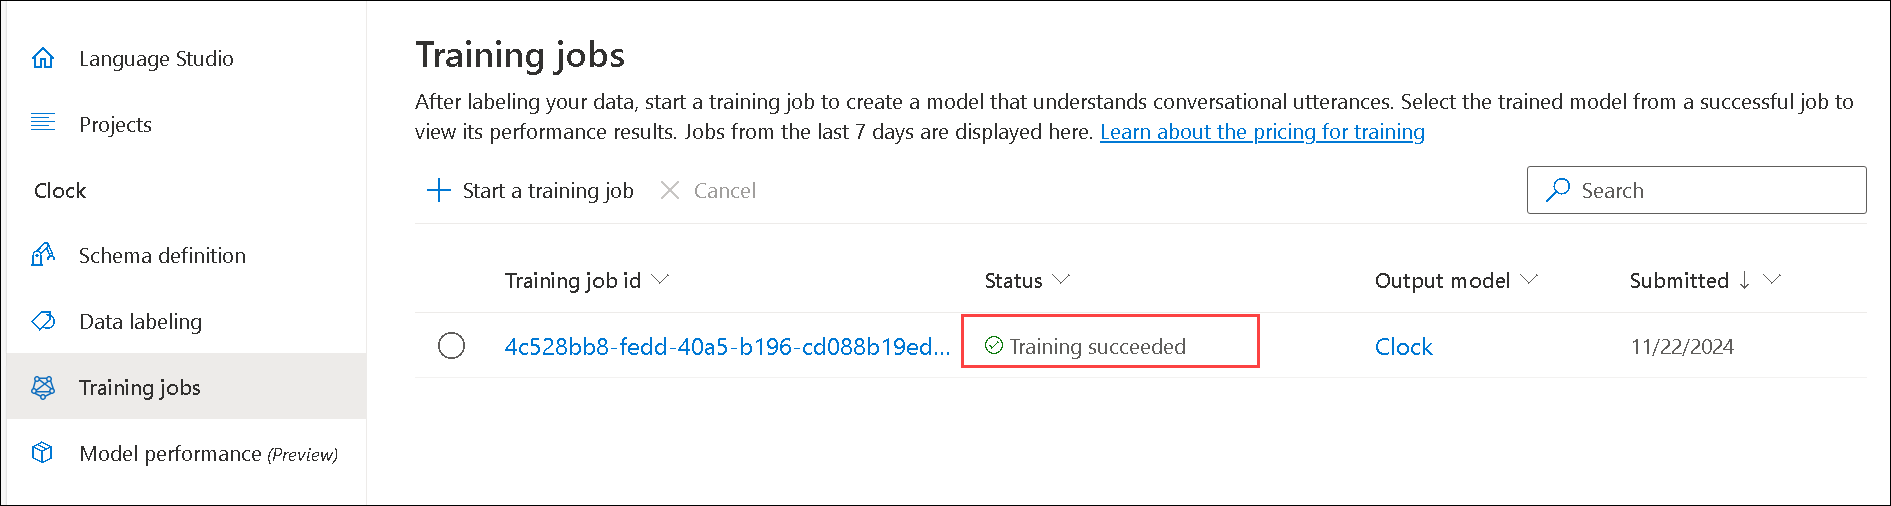 Language Studio
Projects
Clock
Schema definition
Data labeling
Training jobs
Model performance (Preview)
Training jobs
After labeling your data, start a training job to create a model that understands conversational utterances. Select the trained model from a successful job to
view its performance results. Jobs from the last 7 days are displayed here. Learn about the pricing for training
Start a training job Cancel Search
Training job id Status Output model Submitted ↓
4c528bb8-fedd-40a5-b196-cd088b19ed... Training succeeded Clock 11/22/2024